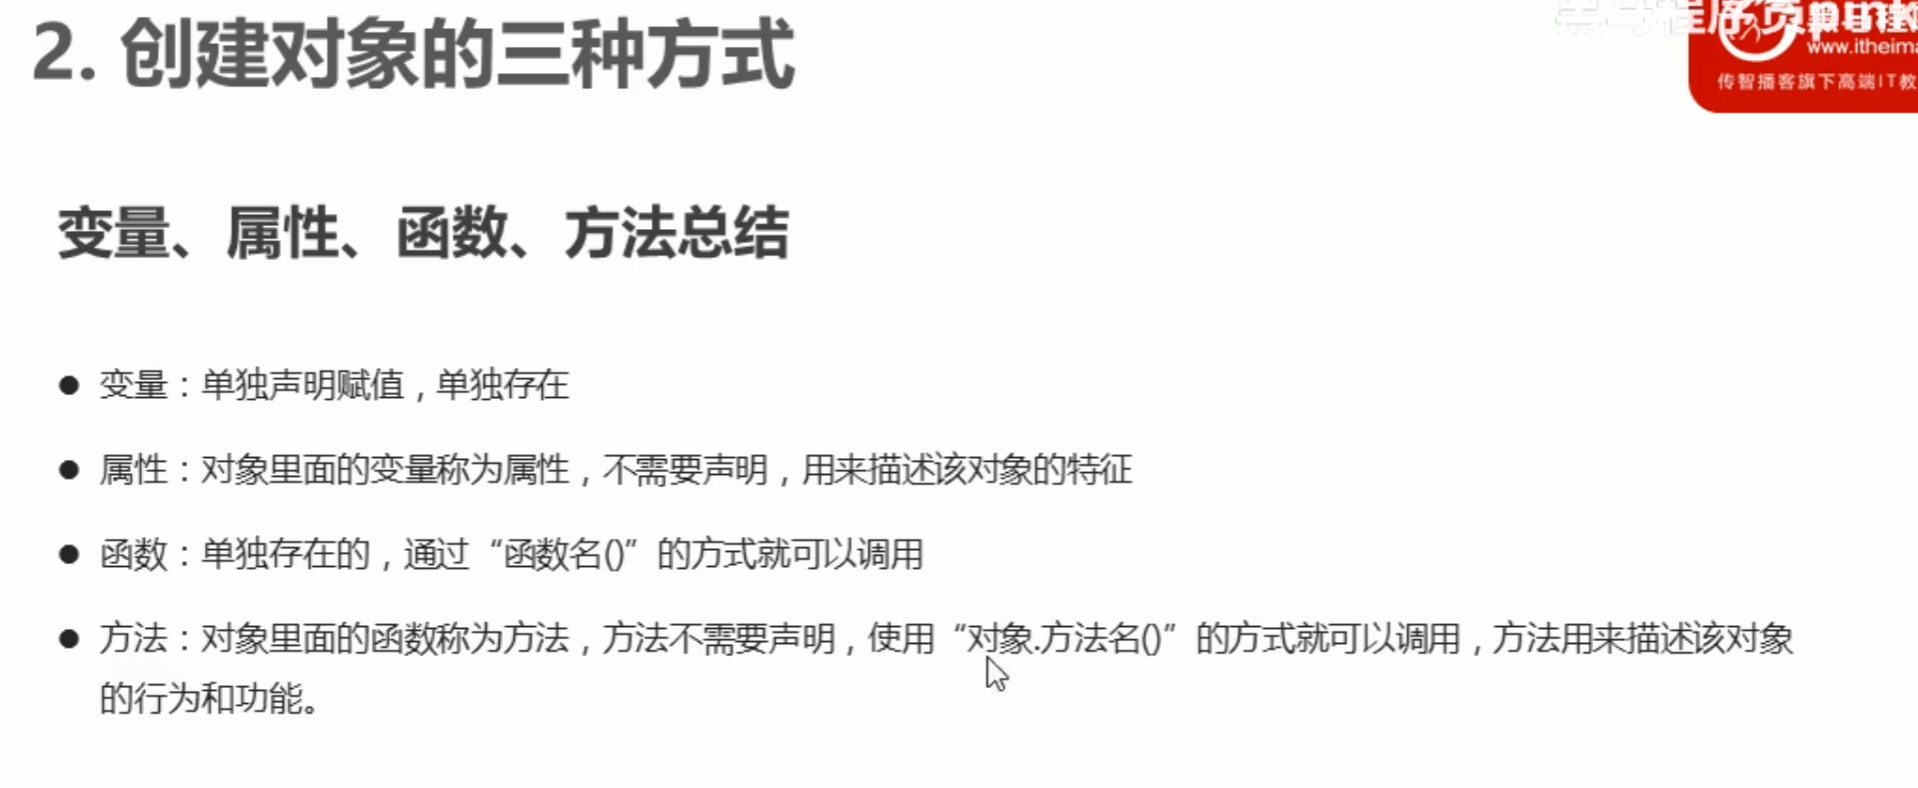 2. 创建对象的三种方式
www.itheima
传智播客旗下高端IT教
变量、属性、函数、方法总结
● 变量：单独声明赋值，单独存在
● 属性：对象里面的变量称为属性，不需要声明，用来描述该对象的特征
● 函数：单独存在的，通过“函数名()”的方式就可以调用
● 方法：对象里面的函数称为方法，方法不需要声明，使用“对象.方法名()”的方式就可以调用，方法用来描述该对象
的行为和功能。